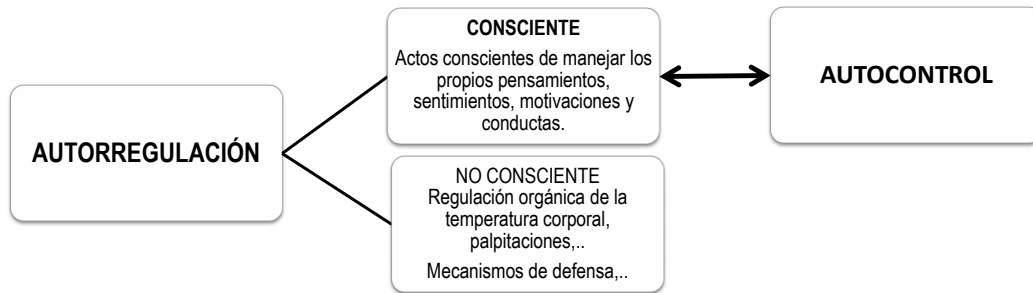 AUTORREGULACIÓN
CONSCIENTE
Actos conscientes de manejar los
propios pensamientos,
sentimientos, motivaciones y
conductas.
AUTOCONTROL
NO CONSCIENTE
Regulación orgánica de la
temperatura corporal,
palpitaciones,..
Mecanismos de defensa,..